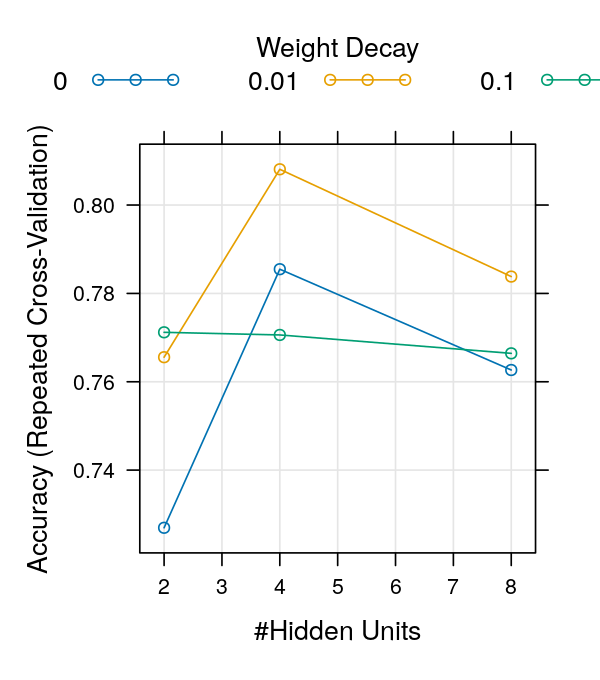 Weight Decay
0 0.01 0.1
Accuracy (Repeated Cross-Validation)
0.80
0.78
0.76
0.74
2 3 4 5 6 7 8
#Hidden Units